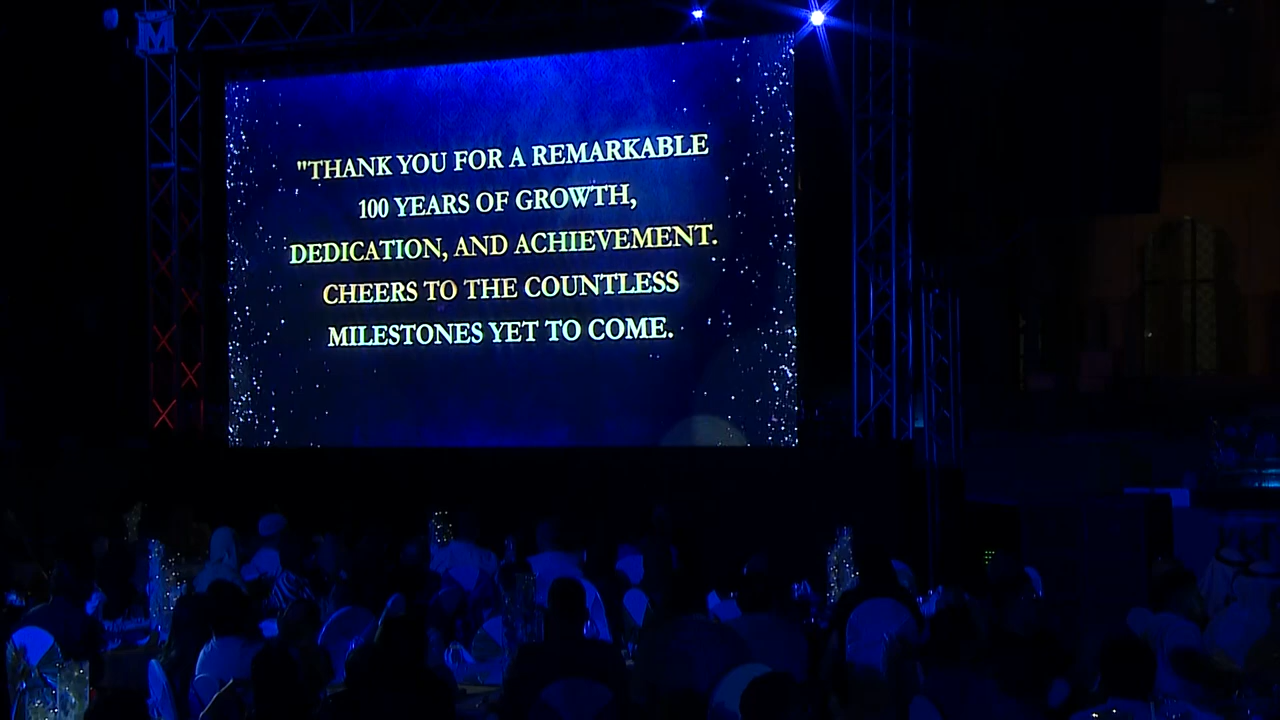 M
"THANK YOU FOR A REMARKABLE
100 YEARS OF GROWTH,
DEDICATION, AND ACHIEVEMENT.
CHEERS TO THE COUNTLESS
MILESTONES YET TO COME.